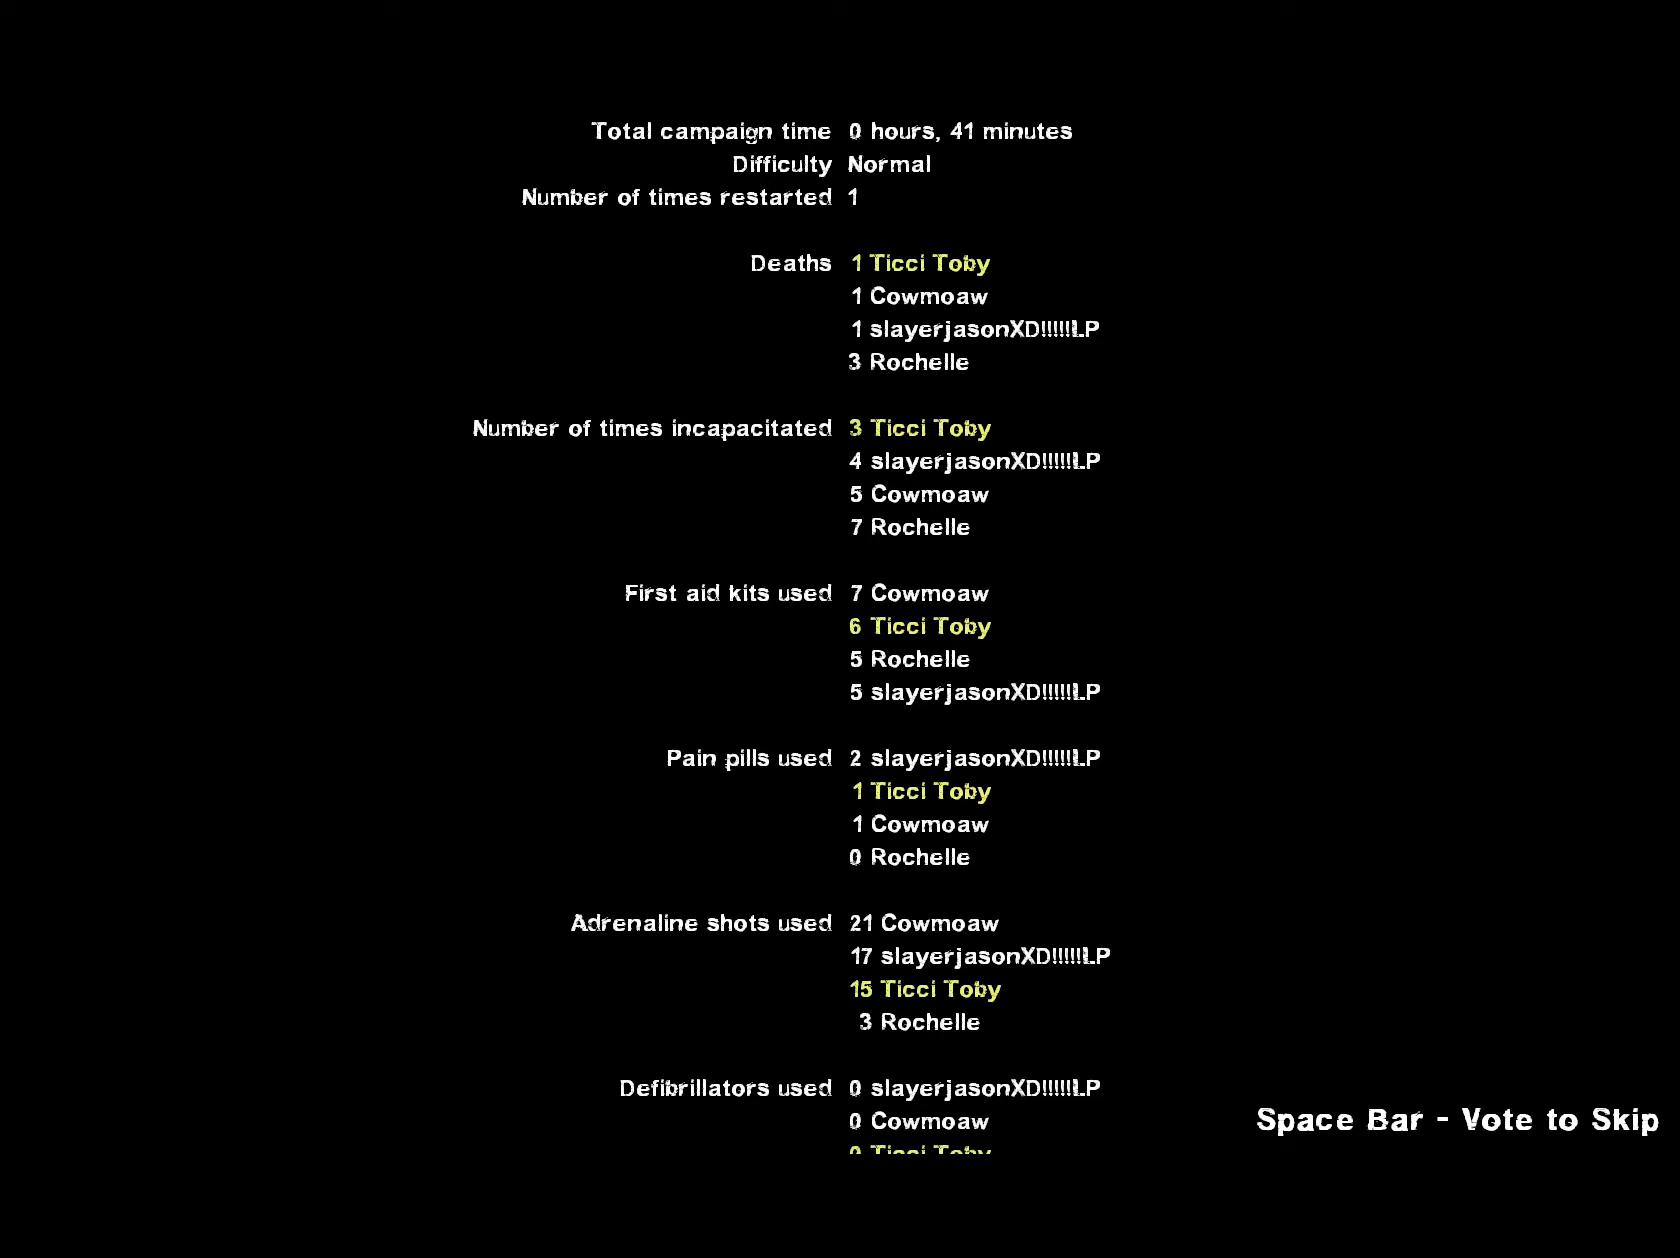 Total campaign time 0 hours, 41 minutes
Difficulty Normal
Number of times restarted 1
Deaths 1 Ticci Toby
1 Cowmoaw
1 slayerjasonXD!!!!!LP
3 Rochelle
Number of times incapacitated 3 Ticci Toby
4 slayerjasonXD!!!!!LP
5 Cowmoaw
7 Rochelle
First aid kits used 7 Cowmoaw
6 Ticci Toby
5 Rochelle
5 slayerjasonXD!!!!!LP
Pain pills used 2 slayerjasonXD!!!!!LP
1 Ticci Toby
1 Cowmoaw
0 Rochelle
Adrenaline shots used 21 Cowmoaw
17 slayerjasonXD!!!!!LP
15 Ticci Toby
3 Rochelle
Defibrillators used 0 slayerjasonXD!!!!!LP
0 Cowmoaw
0 Ticci Toby
Space Bar - Vote to Skip